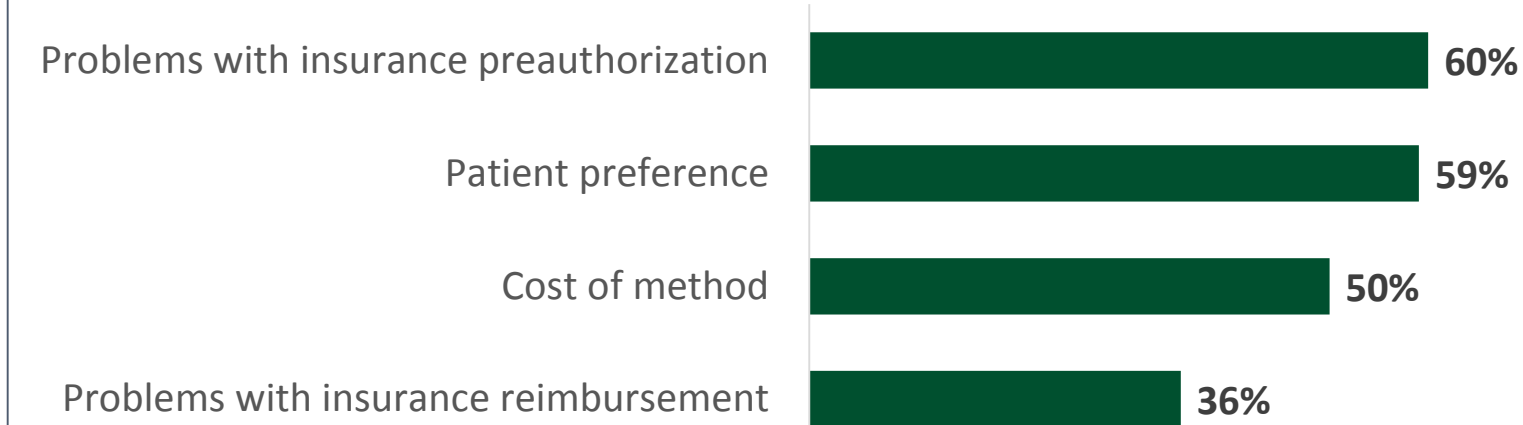 Problems with insurance preauthorization 60%
Patient preference 59%
Cost of method 50%
Problems with insurance reimbursement 36%